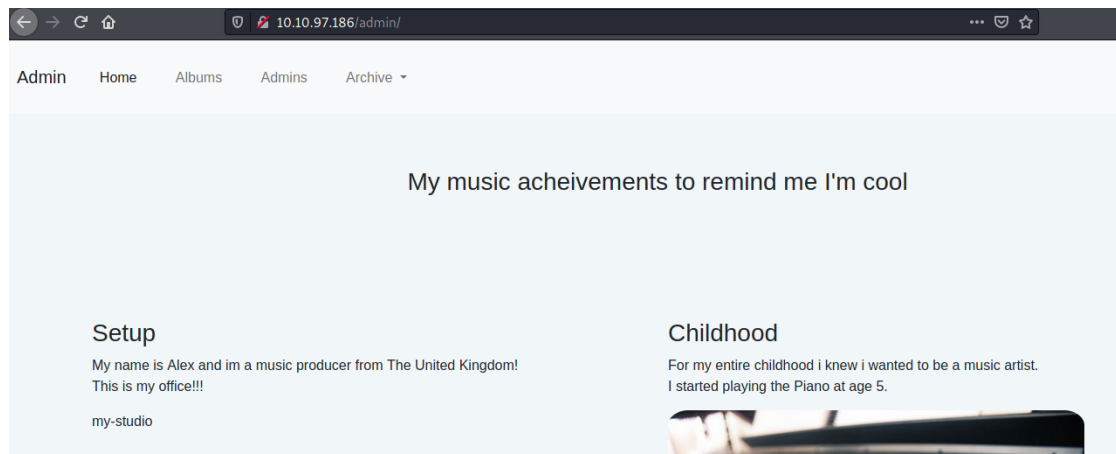 10.10.97.186/admin/
Admin Home Albums Admins Archive
My music acheivements to remind me I'm cool
Setup
My name is Alex and im a music producer from The United Kingdom!
This is my office!!!
my-studio
Childhood
For my entire childhood i knew i wanted to be a music artist.
I started playing the Piano at age 5.